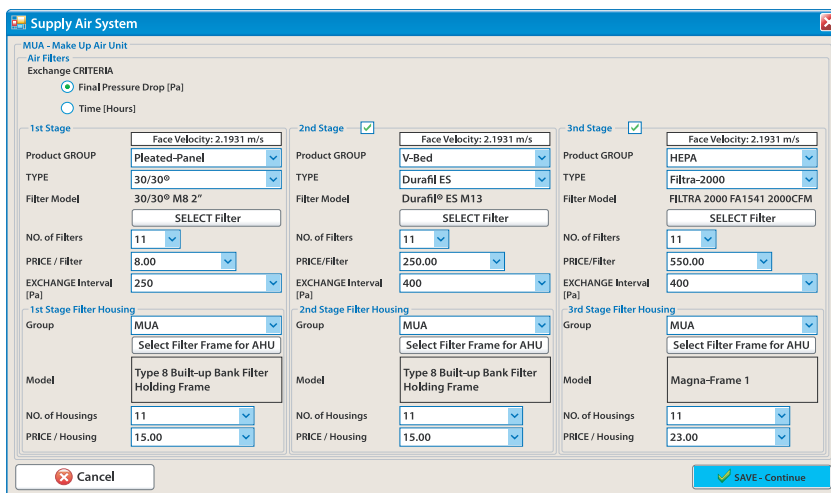 Supply Air System
MUA - Make Up Air Unit
Air Filters
Exchange CRITERIA
Final Pressure Drop [Pa]
Time [Hours]
1st Stage
Face Velocity: 2.1931 m/s
Product GROUP
Pleated-Panel
TYPE
30/30®
Filter Model
30/30® M8 2”
SELECT Filter
NO. of Filters
11
PRICE / Filter
8.00
EXCHANGE Interval
[Pa]
250
1st Stage Filter Housing
Group
MUA
Select Filter Frame for AHU
Model
Type 8 Built-up Bank Filter
Holding Frame
NO. of Housings
11
PRICE / Housing
15.00
2nd Stage
Face Velocity: 2.1931 m/s
Product GROUP
V-Bed
TYPE
Durafil ES
Filter Model
Durafil® ES M13
SELECT Filter
NO. of Filters
11
PRICE/Filter
250.00
EXCHANGE Interval
[Pa]
400
2nd Stage Filter Housing
Group
MUA
Select Filter Frame for AHU
Model
Type 8 Built-up Bank Filter
Holding Frame
NO. of Housings
11
PRICE / Housing
15.00
3nd Stage
Face Velocity: 2.1931 m/s
Product GROUP
HEPA
TYPE
Filtra-2000
Filter Model
FILTRA 2000 FA1541 2000CFM
SELECT Filter
NO. of Filters
11
PRICE/Filter
550.00
EXCHANGE Interval
[Pa]
400
3rd Stage Filter Housing
Group
MUA
Select Filter Frame for AHU
Model
Magna-Frame 1
NO. of Housings
11
PRICE / Housing
23.00
Cancel
SAVE - Continue